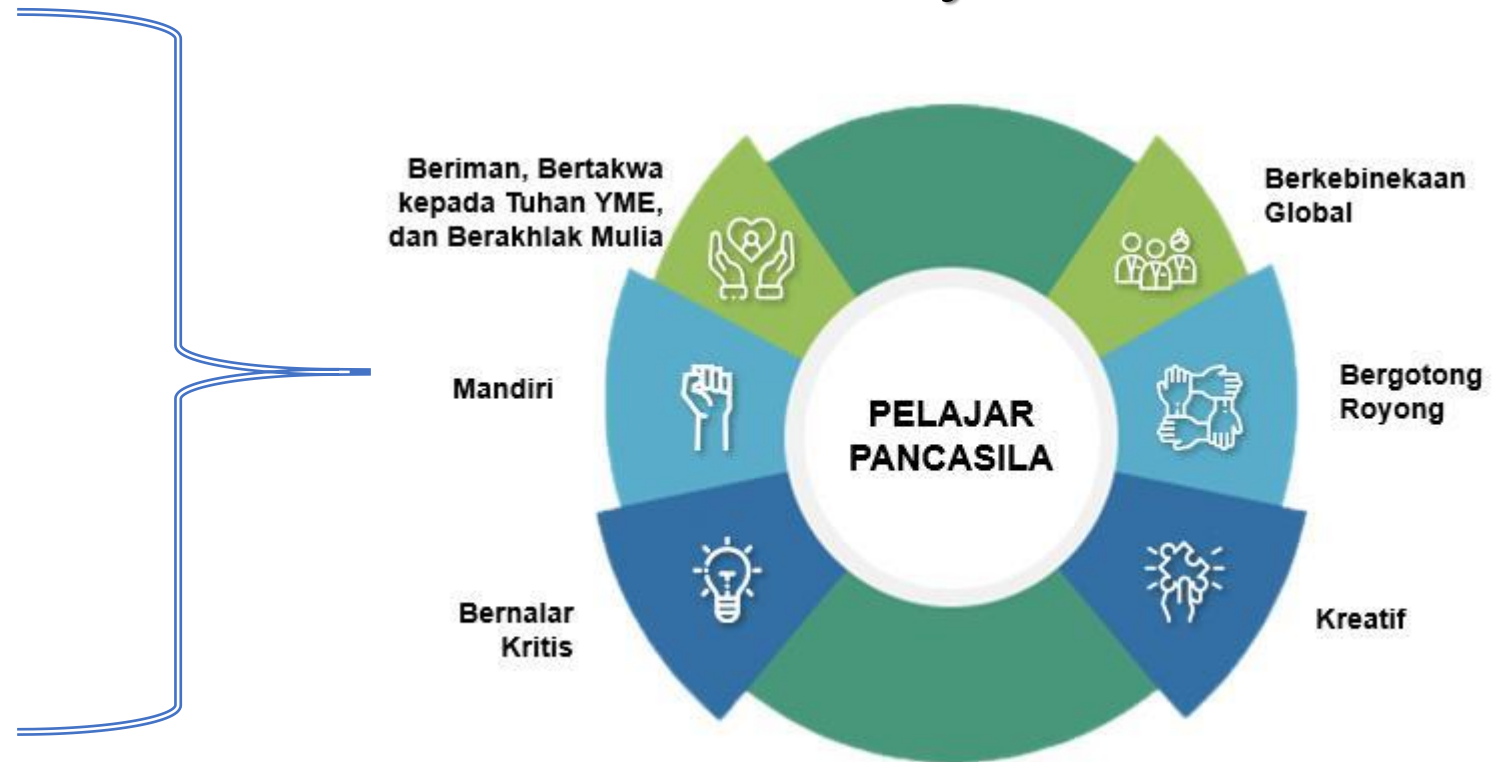 Beriman, Bertakwa
kepada Tuhan YME,
dan Berakhlak Mulia
Berkebinekaan
Global
Mandiri
PELAJAR
PANCASILA
Bergotong
Royong
Bernalar
Kritis
Kreatif